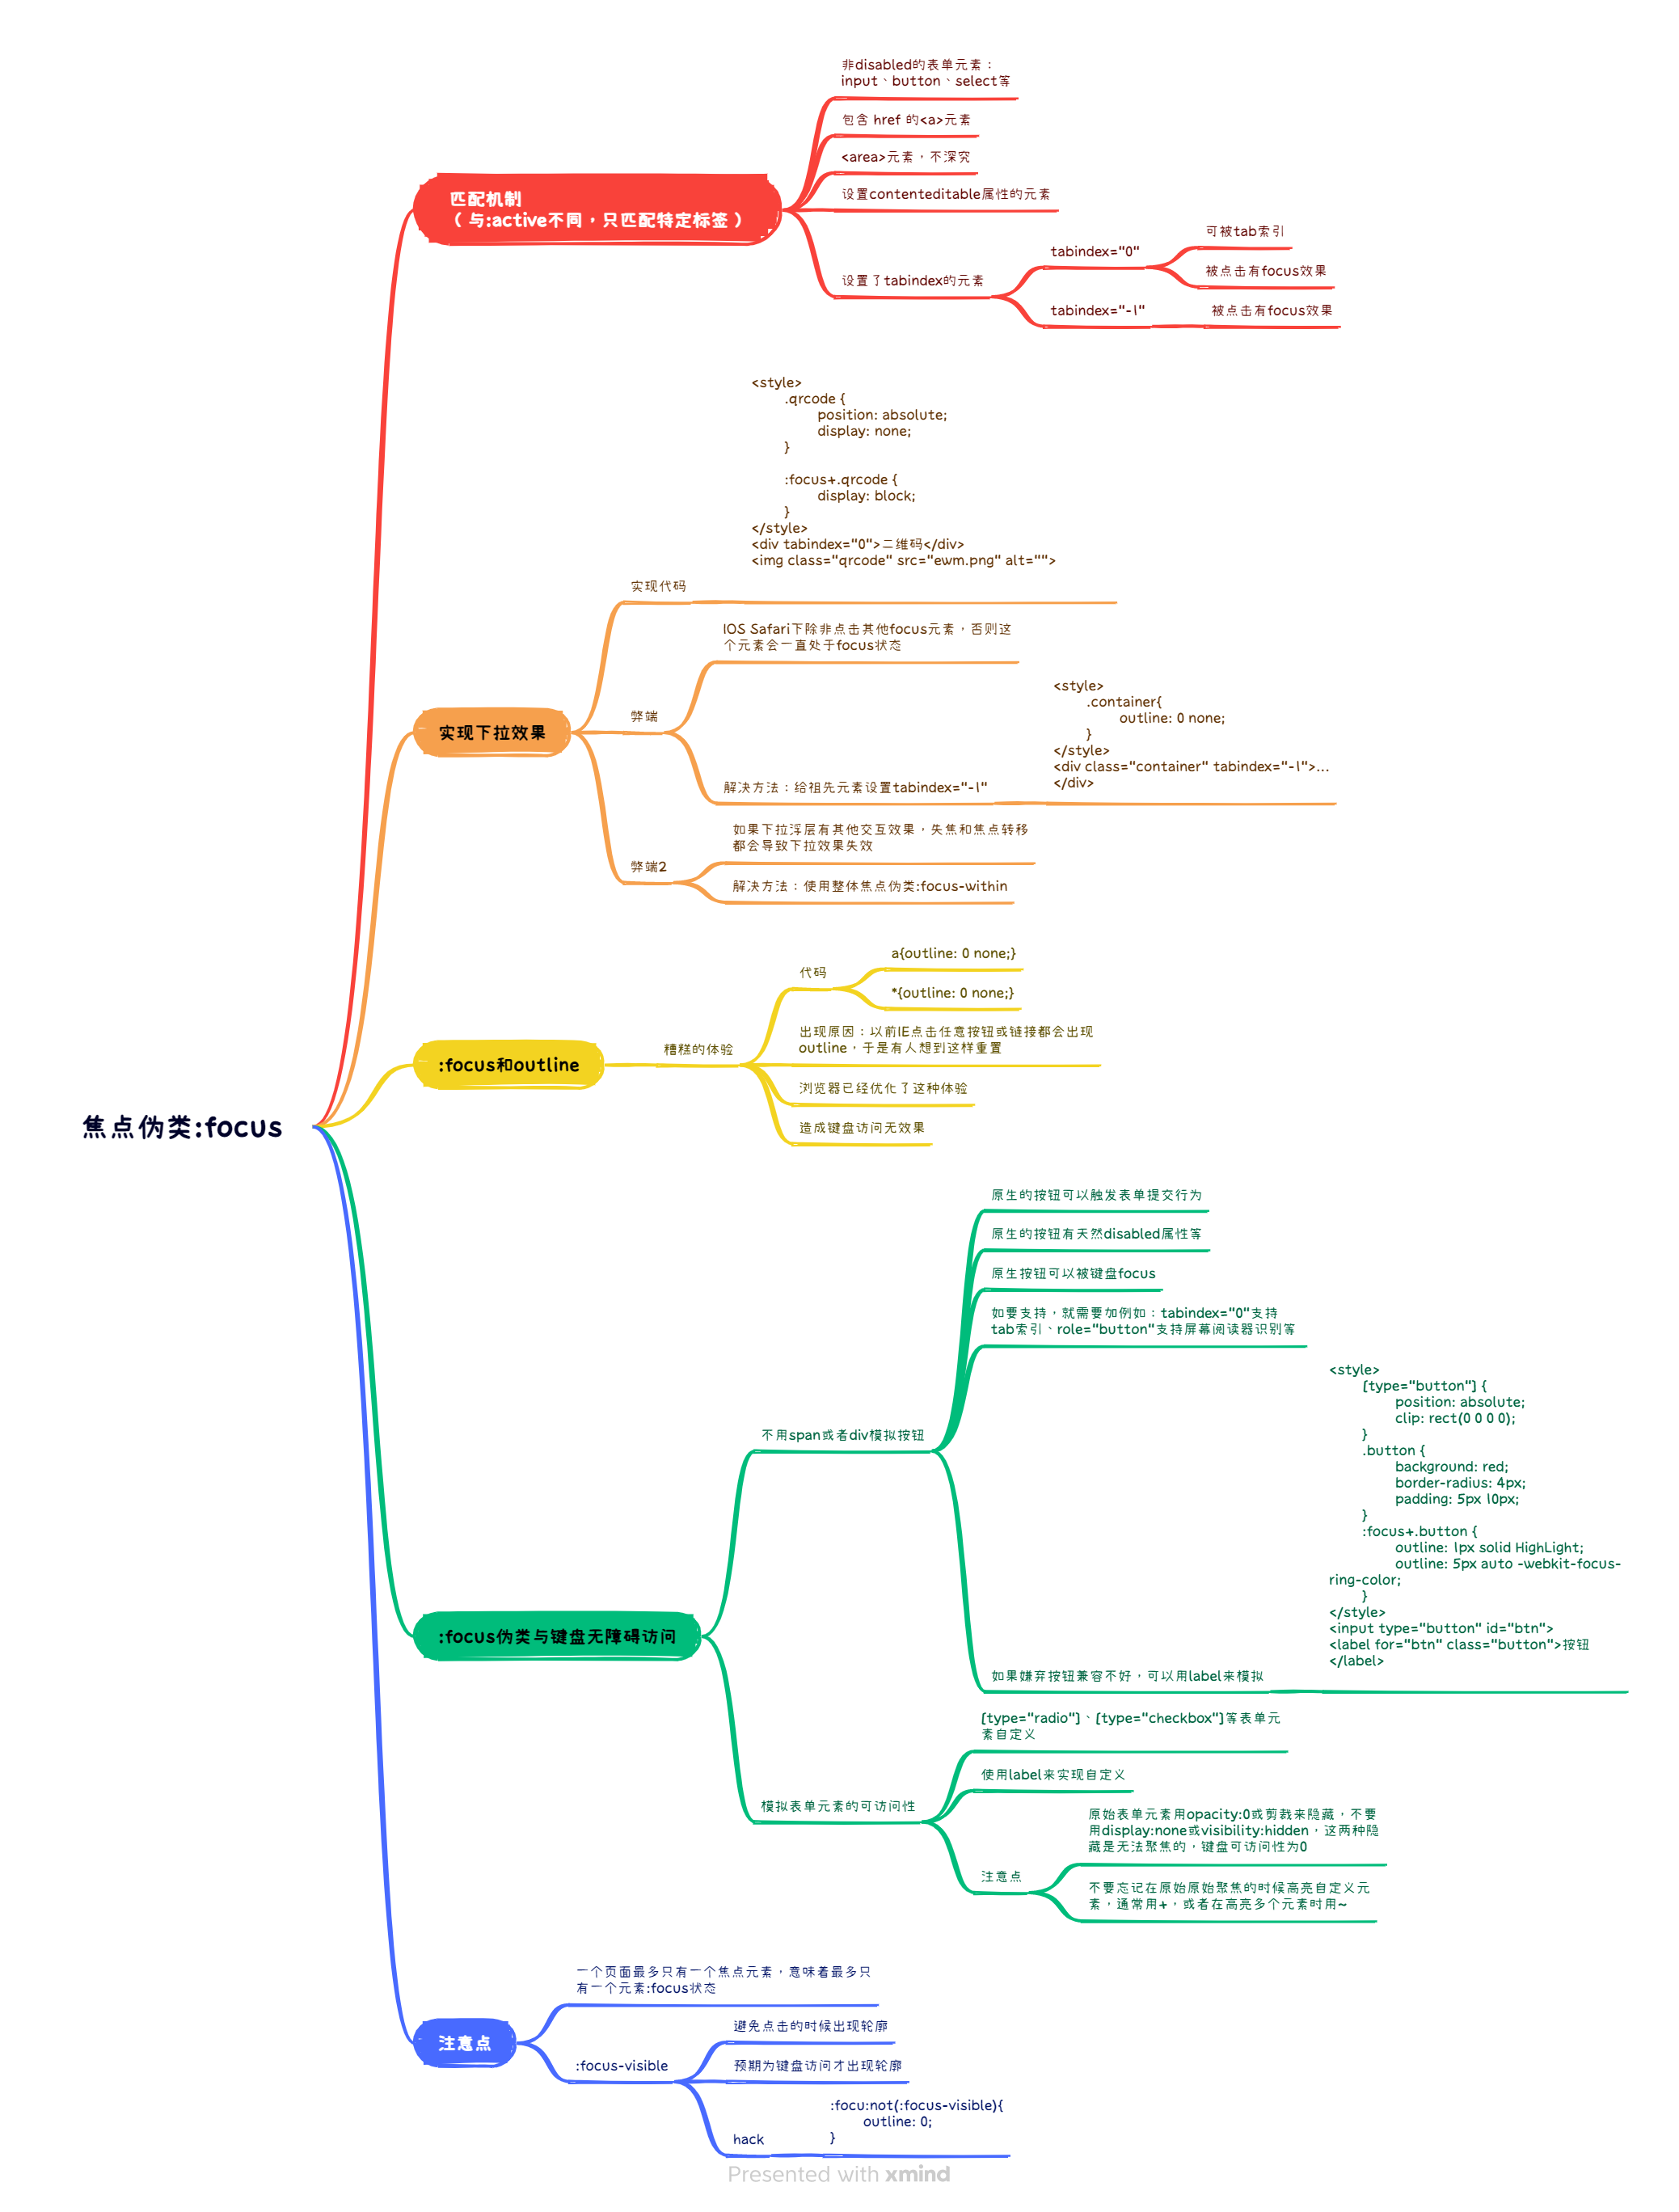 焦点伪类:focus
匹配机制
（ 与:active不同，只匹配特定标签 ）
非disabled的表单元素：
input、button、select等
包含 href 的<a>元素
<area>元素，不深究
设置contenteditable属性的元素
设置了tabindex的元素
tabindex="0"
可被tab索引
被点击有focus效果
tabindex="-1"
被点击有focus效果
实现下拉效果
实现代码
<style>
.qrcode {
position: absolute;
display: none;
}
:focus+.qrcode {
display: block;
}
</style>
<div tabindex="0">二维码</div>
<img class="qrcode" src="ewm.png" alt="">
弊端
IOS Safari下除非点击其他focus元素，否则这
个元素会一直处于focus状态
解决方法：给祖先元素设置tabindex="-1"
<style>
.container{
outline: 0 none;
}
</style>
<div class="container" tabindex="-1">...
</div>
弊端2
如果下拉浮层有其他交互效果，失焦和焦点转移
都会导致下拉效果失效
解决方法：使用整体焦点伪类:focus-within
:focus和outline
糟糕的体验
代码
a{outline: 0 none;}
*{outline: 0 none;}
出现原因：以前IE点击任意按钮或链接都会出现
outline，于是有人想到这样重置
浏览器已经优化了这种体验
造成键盘访问无效果
:focus伪类与键盘无障碍访问
不用span或者div模拟按钮
原生的按钮可以触发表单提交行为
原生的按钮有天然disabled属性等
原生按钮可以被键盘focus
如要支持，就需要加例如：tabindex="0"支持
tab索引、role="button"支持屏幕阅读器识别等
如果嫌弃按钮兼容不好，可以用label来模拟
<style>
[type="button"] {
position: absolute;
clip: rect(0 0 0 0);
}
.button {
background: red;
border-radius: 4px;
padding: 5px 10px;
}
:focus+.button {
outline: 1px solid HighLight;
outline: 5px auto -webkit-focus-
ring-color;
}
</style>
<input type="button" id="btn">
<label for="btn" class="button">按钮
</label>
模拟表单元素的可访问性
[type="radio"]、[type="checkbox"]等表单元
素自定义
使用label来实现自定义
注意点
原始表单元素用opacity:0或剪裁来隐藏，不要
用display:none或visibility:hidden，这两种隐
藏是无法聚焦的，键盘可访问性为0
不要忘记在原始原始聚焦的时候高亮自定义元
素，通常用+，或者在高亮多个元素时用~
注意点
一个页面最多只有一个焦点元素，意味着最多只
有一个元素:focus状态
:focus-visible
避免点击的时候出现轮廓
预期为键盘访问才出现轮廓
hack
:focu:not(:focus-visible){
outline: 0;
}
Presented with xmind